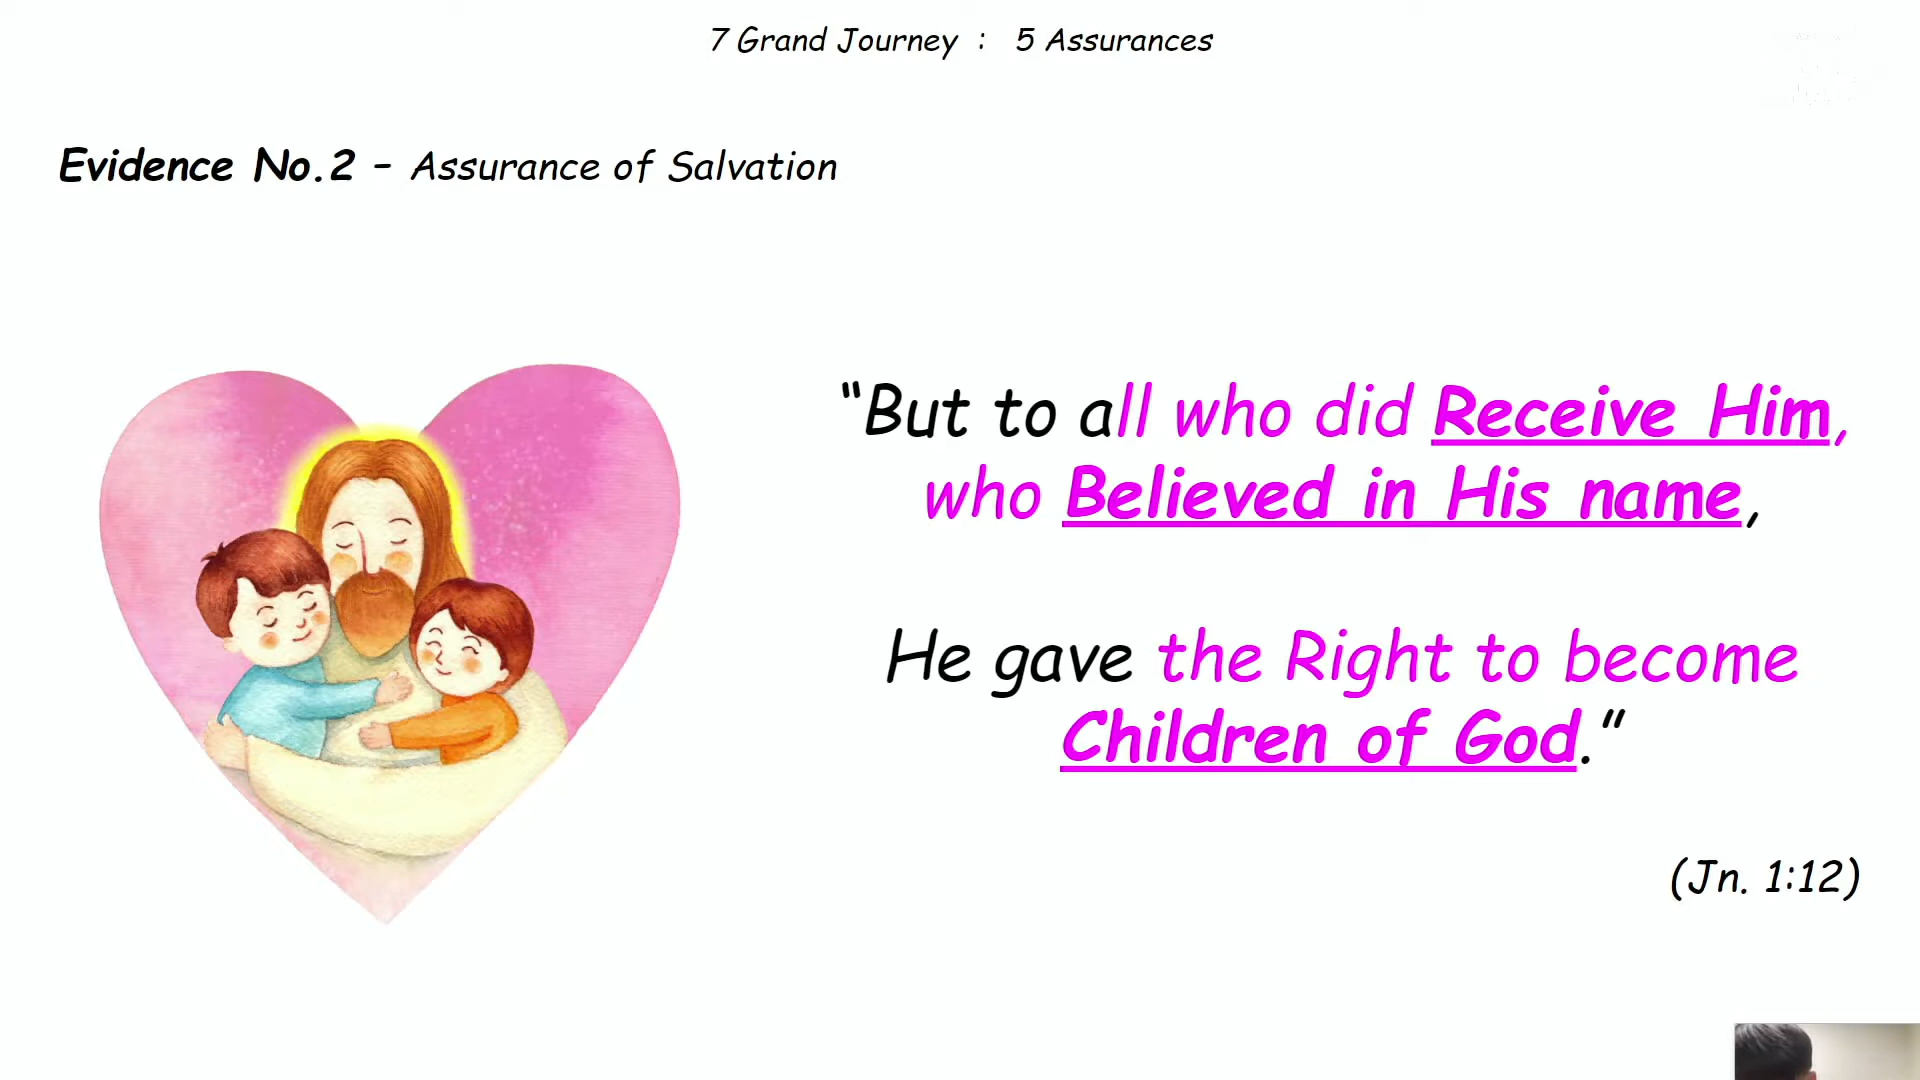 7 Grand Journey : 5 Assurances
Evidence No.2 - Assurance of Salvation
“But to all who did Receive Him,
who Believed in His name,
He gave the Right to become
Children of God.”
(Jn. 1:12)